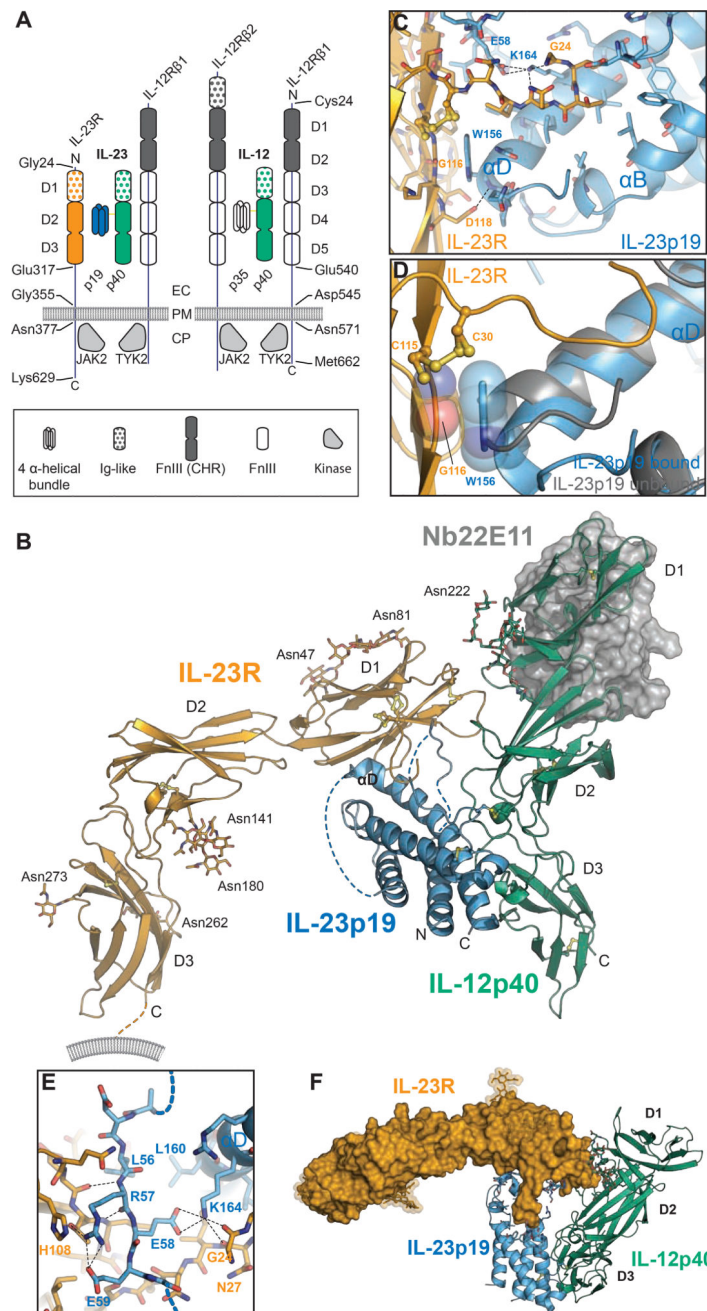 A
IL-12Rβ1
IL-12Rβ2
IL-12Rβ1
IL-23R
N
Gly24
IL-23
IL-12
N
Cys24
D1
D2
D1
D3
D2
D4
D3
D5
Glu317
p19
p40
p35
p40
Glu540
Gly355
EC
Asp545
PM
Asn377
CP
Asn571
JAK2
TYK2
JAK2
TYK2
Met662
Lys629
C
C
4 α-helical
bundle
Ig-like
FnIII (CHR)
FnIII
Kinase
C
E58
K164
G24
W156
G116
αD
αB
D118
IL-23R
IL-23p19
D
IL-23R
αD
C115
C30
G116
W156
IL-23p19 bound
IL-23p19 unbound
B
Nb22E11
D1
Asn222
Asn81
Asn47
D1
IL-23R
D2
αD
D2
Asn141
Asn180
D3
Asn273
Asn262
IL-23p19
N
C
D3
C
IL-12p40
C
E
αD
L160
L56
R57
K164
H108
E58
G24
N27
E59
F
IL-23R
D1
D2
IL-23p19
IL-12p40
D3